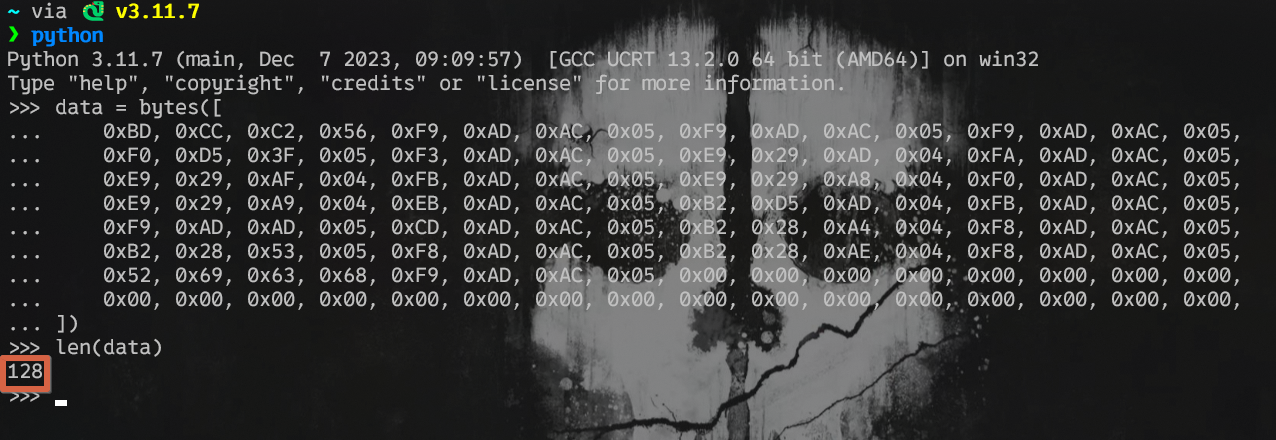 ~ via v3.11.7
❯ python
Python 3.11.7 (main, Dec  7 2023, 09:09:57)  [GCC UCRT 13.2.0 64 bit (AMD64)] on win32
Type "help", "copyright", "credits" or "license" for more information.
>>> data = bytes([
...     0xBD, 0xCC, 0xC2, 0x56, 0xF9, 0xAD, 0xAC, 0x05, 0xF9, 0xAD, 0xAC, 0x05, 0xF9, 0xAD, 0xAC, 0x05,
...     0xF0, 0xD5, 0x3F, 0x05, 0xF3, 0xAD, 0xAC, 0x05, 0xE9, 0x29, 0xAD, 0x04, 0xFA, 0xAD, 0xAC, 0x05,
...     0xE9, 0x29, 0xAF, 0x04, 0xFB, 0xAD, 0xAC, 0x05, 0xE9, 0x29, 0xA8, 0x04, 0xF0, 0xAD, 0xAC, 0x05,
...     0xE9, 0x29, 0xA9, 0x04, 0xEB, 0xAD, 0xAC, 0x05, 0xB2, 0xD5, 0xAD, 0x04, 0xFB, 0xAD, 0xAC, 0x05,
...     0xF9, 0xAD, 0xAD, 0x05, 0xCD, 0xAD, 0xAC, 0x05, 0xB2, 0x28, 0xA4, 0x04, 0xF8, 0xAD, 0xAC, 0x05,
...     0xB2, 0x28, 0x53, 0x05, 0xF8, 0xAD, 0xAC, 0x05, 0xB2, 0x28, 0xAE, 0x04, 0xF8, 0xAD, 0xAC, 0x05,
...     0x52, 0x69, 0x63, 0x68, 0xF9, 0xAD, 0xAC, 0x05, 0x00, 0x00, 0x00, 0x00, 0x00, 0x00, 0x00, 0x00,
...     0x00, 0x00, 0x00, 0x00, 0x00, 0x00, 0x00, 0x00, 0x00, 0x00, 0x00, 0x00, 0x00, 0x00, 0x00, 0x00,
... ])
>>> len(data)
128
>>>